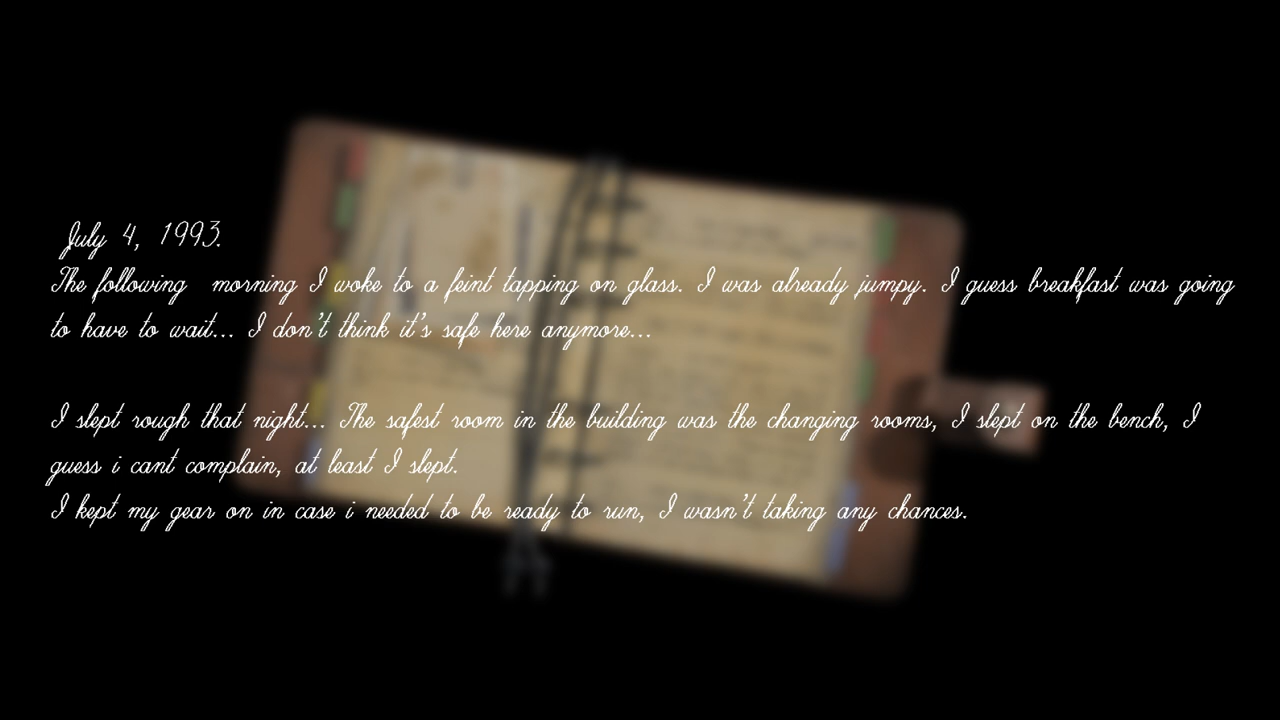 July 4, 1993.
The following morning I woke to a feint tapping on glass. I was already jumpy. I guess breakfast was going
to have to wait... I don't think it's safe here anymore...
I slept rough that night... The safest room in the building was the changing rooms, I slept on the bench, I
guess i cant complain, at least I slept.
I kept my gear on in case i needed to be ready to run, I wasn't taking any chances.